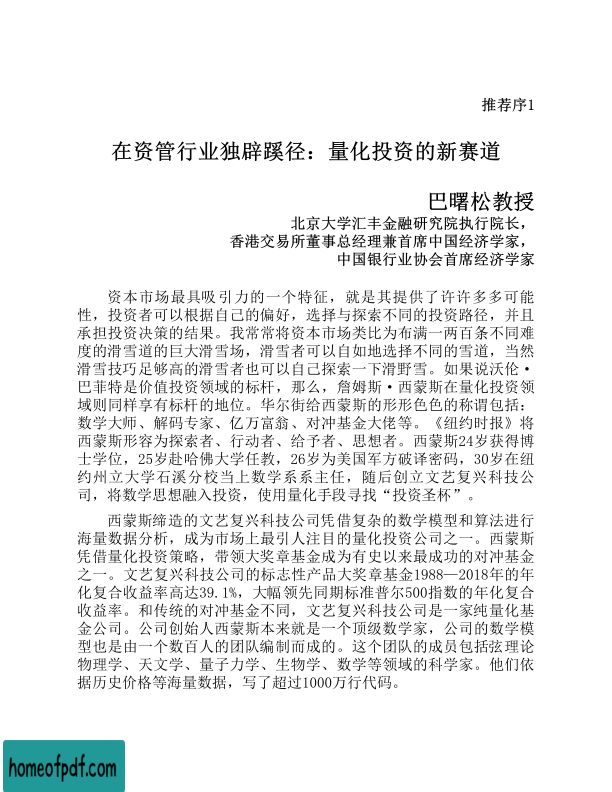 推荐序1
在资管行业独辟蹊径：量化投资的新赛道
巴曙松教授
北京大学汇丰金融研究院执行院长，
香港交易所董事总经理兼首席中国经济学家，
中国银行业协会首席经济学家
资本市场最具吸引力的一个特征，就是其提供了许许多多可能
性，投资者可以根据自己的偏好，选择与探索不同的投资路径，并且
承担投资决策的结果。我常常将资本市场类比为布满一两百条不同难
度的滑雪道的巨大滑雪场，滑雪者可以自如地选择不同的雪道，当然
滑雪技巧足够高的滑雪者也可以自己探索一下滑野雪。如果说沃伦·
巴菲特是价值投资领域的标杆，那么，詹姆斯·西蒙斯在量化投资领
域则同样享有标杆的地位。华尔街给西蒙斯的形形色色的称谓包括：
数学大师、解码专家、亿万富翁、对冲基金大佬等。《纽约时报》将
西蒙斯形容为探索者、行动者、给予者、思想者。西蒙斯24岁获得博
士学位，25岁赴哈佛大学任教，26岁为美国军方破译密码，30岁在纽
约州立大学石溪分校当上数学系系主任，随后创立文艺复兴科技公
司，将数学思想融入投资，使用量化手段寻找“投资圣杯”。
西蒙斯缔造的文艺复兴科技公司凭借复杂的数学模型和算法进行
海量数据分析，成为市场上最引人注目的量化投资公司之一。西蒙斯
凭借量化投资策略，带领大奖章基金成为有史以来最成功的对冲基金
之一。文艺复兴科技公司的标志性产品大奖章基金1988—2018年的年
化复合收益率高达39.1%，大幅领先同期标准普尔500指数的年化复合
收益率。和传统的对冲基金不同，文艺复兴科技公司是一家纯量化基
金公司。公司创始人西蒙斯本来就是一个顶级数学家，公司的数学模
型也是由一个数百人的团队编制而成的。这个团队的成员包括弦理论
物理学、天文学、量子力学、生物学、数学等领域的科学家。他们依
据历史价格等海量数据，写了超过1000万行代码。
homeofpdf.com